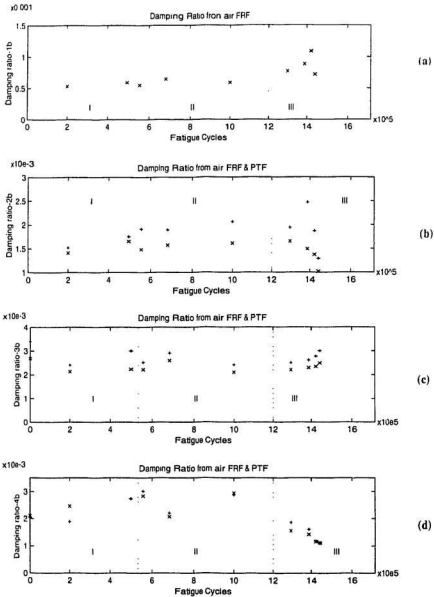 x0 001
Damping Ratio fron air FRF
1.5
1
0.5
0
Damping ratio-1b
I
II
III
(a)
0
2
4
6
8
10
12
14
16
x10^5
Fatigue Cycles
x10e-3
Damping Ratio from air FRF & PTF
3
2.5
2
1.5
1
Damping ratio-2b
I
II
III
(b)
0
2
4
6
8
10
12
14
16
x10^5
Fatigue Cycles
x10e-3
Damping Ratio from air FRF & PTF
4
3
2
1
0
Damping ratio-3b
I
II
III
(c)
0
2
4
6
8
10
12
14
16
x10e5
Fatigue Cycles
x10e-3
Damping Ratio from air FRF & PTF
3
2
1
0
Damping ratio-4b
I
II
III
(d)
0
2
4
6
8
10
12
14
16
x10e5
Fatigue Cycles